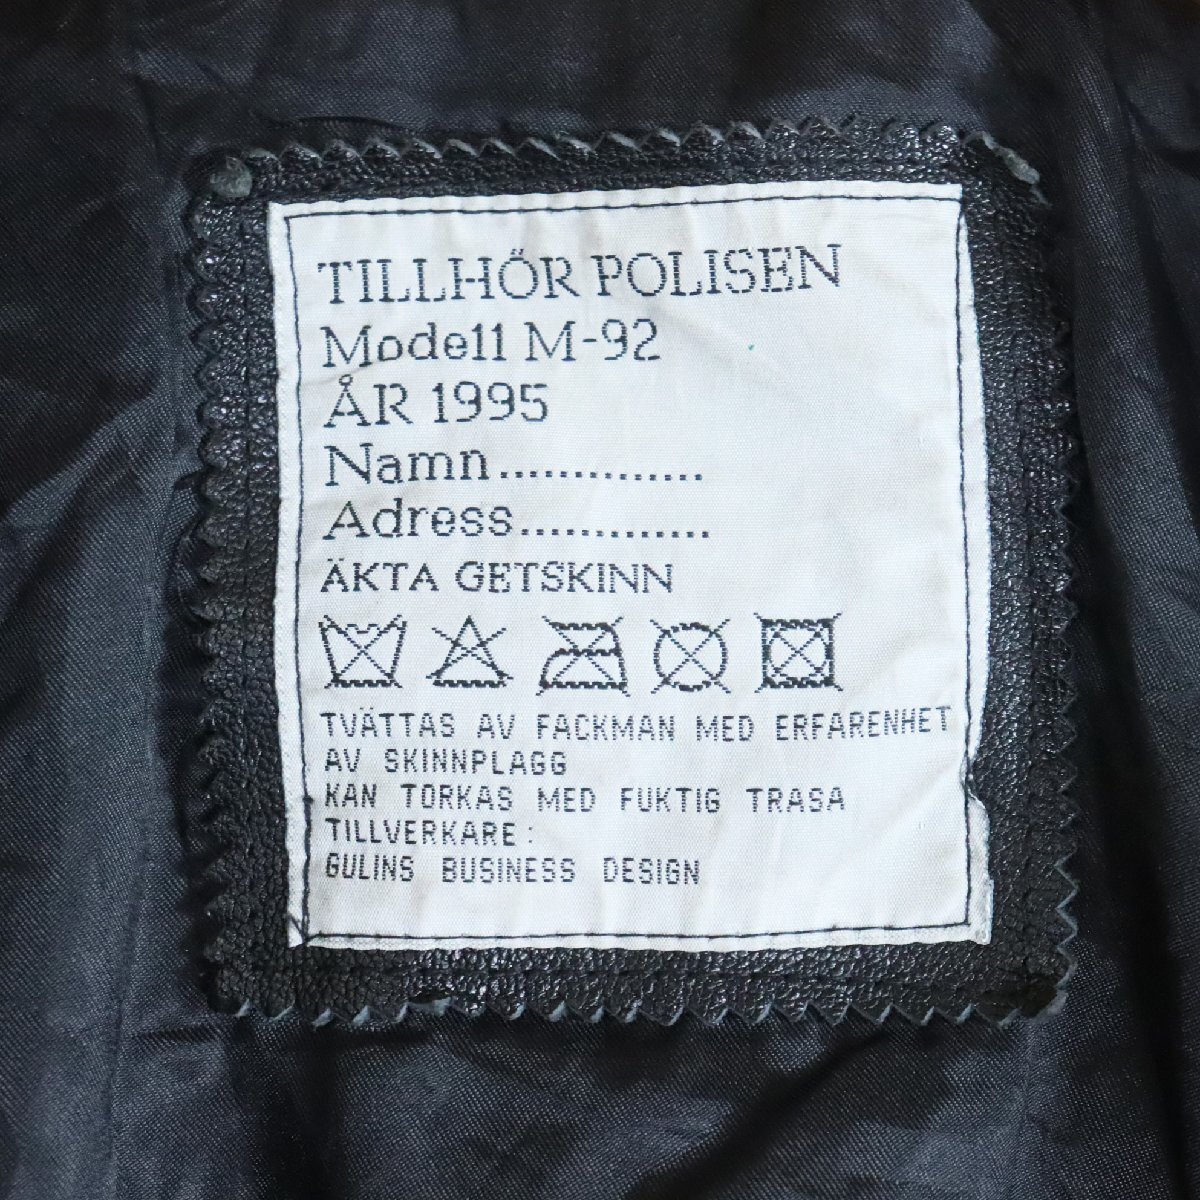 TILLHÖR POLISEN
Modell M-92
ÅR 1995
Namn..............
Adress.............
ÄKTA GETSKINN
TVÄTTAS AV FACKMAN MED ERFARENHET
AV SKINNPLAGG
KAN TORKAS MED FUKTIG TRASA
TILLVERKARE:
GULINS BUSINESS DESIGN